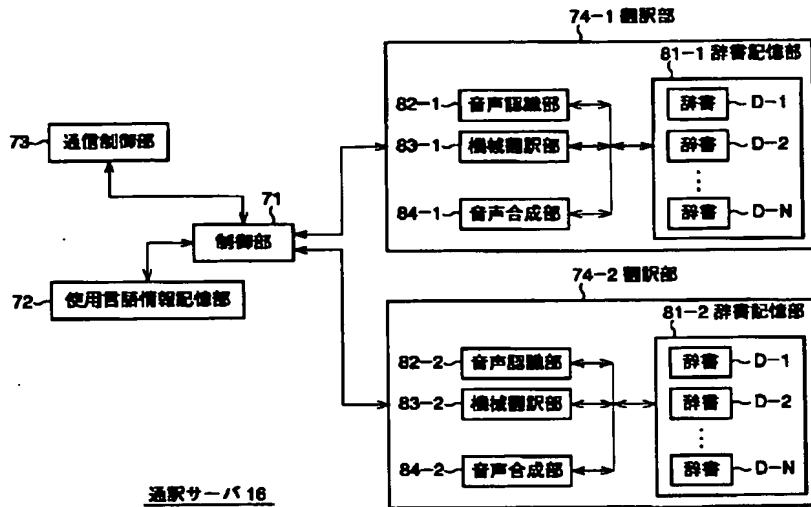 74-1 翻訳部
81-1 辞書記憶部
82-1 音声認識部
辞書 D-1
73 通信制御部
83-1 機械翻訳部
辞書 D-2
84-1 音声合成部
辞書 D-N
71
制御部
72 使用言語情報記憶部
74-2 翻訳部
81-2 辞書記憶部
82-2 音声認識部
辞書 D-1
83-2 機械翻訳部
辞書 D-2
84-2 音声合成部
辞書 D-N
通訳サーバ 16